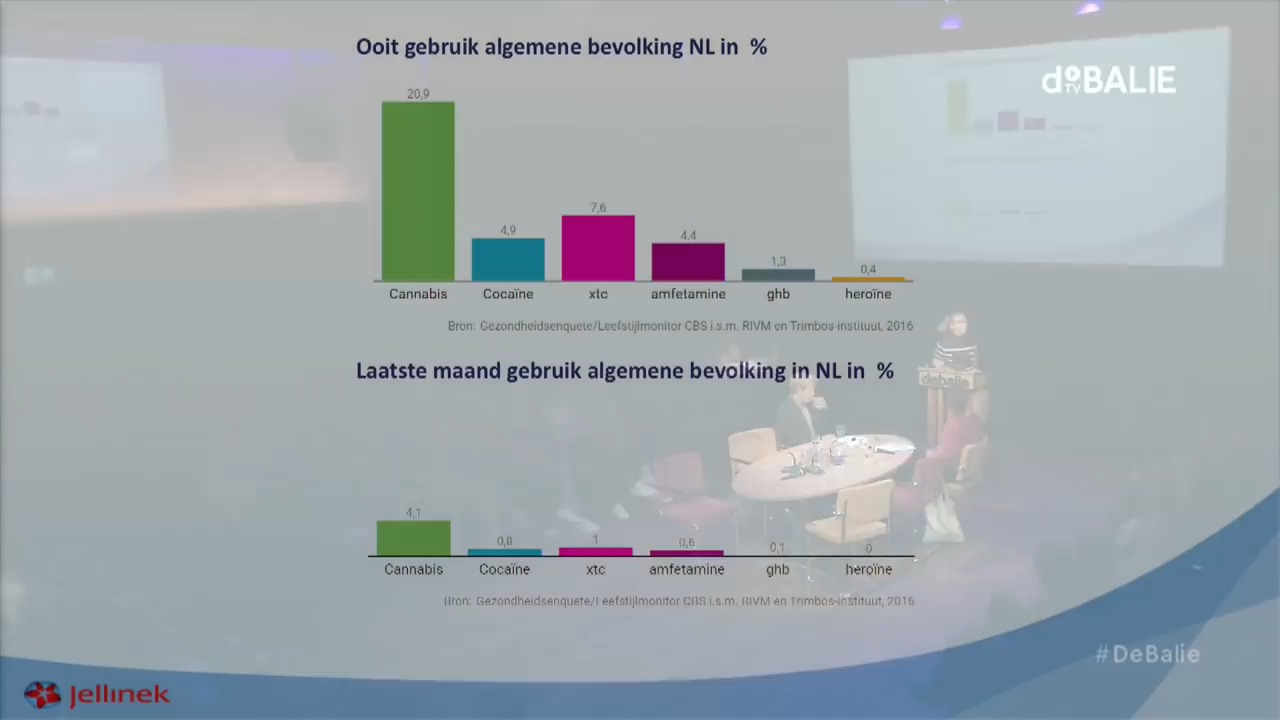 Ooit gebruik algemene bevolking NL in %
doBALIE
TV
20,9
4,9
7,6
4,4
1,3
0,4
Cannabis
Cocaïne
xtc
amfetamine
ghb
heroïne
Bron: Gezondheidsenquete/Leefstijlmonitor CBS i.s.m. RIVM en Trimbos-instituut, 2016
Laatste maand gebruik algemene bevolking in NL in %
debalie
4,1
0,8
1
0,6
0,1
0
Cannabis
Cocaïne
xtc
amfetamine
ghb
heroïne
Bron: Gezondheidsenquete/Leefstijlmonitor CBS i.s.m. RIVM en Trimbos-instituut, 2016
#DeBalie
Jellinek